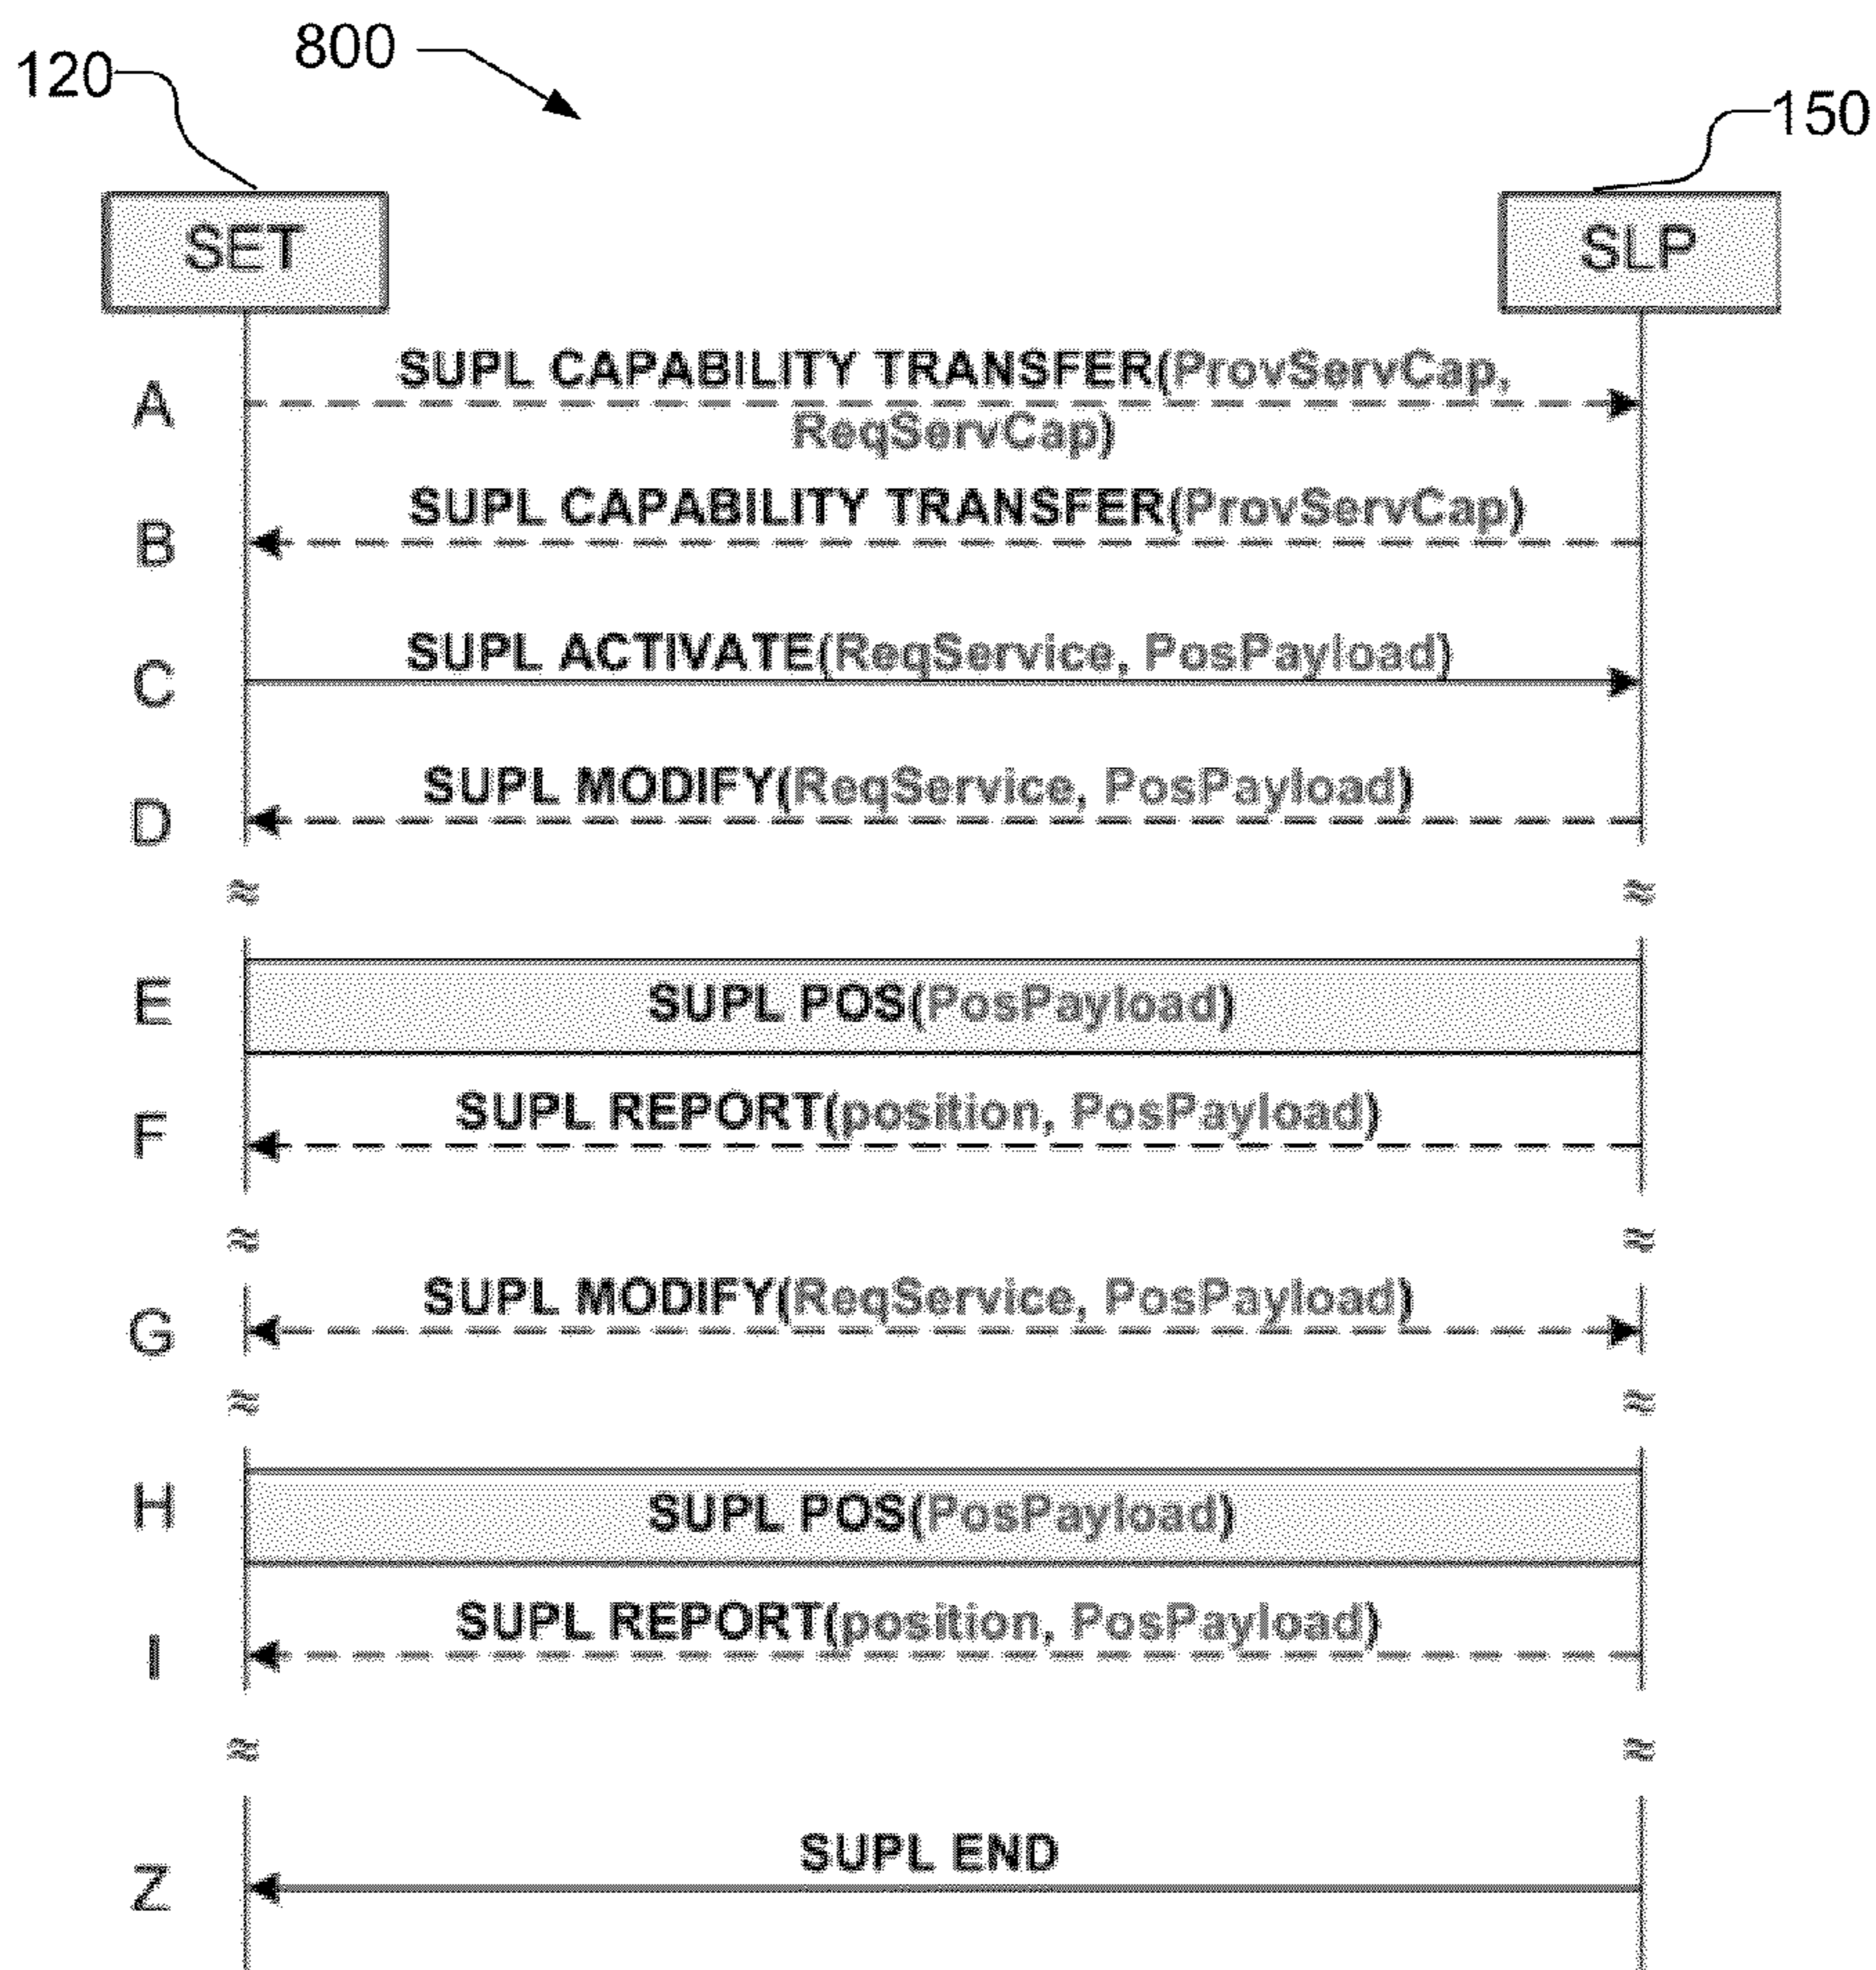 800
120
150
SET
SLP
A
SUPL CAPABILITY TRANSFER(ProvServCap,
ReqServCap)
B
SUPL CAPABILITY TRANSFER(ProvServCap)
C
SUPL ACTIVATE(ReqService, PosPayload)
D
SUPL MODIFY(ReqService, PosPayload)
≈ ≈
E
SUPL POS(PosPayload)
F
SUPL REPORT(position, PosPayload)
≈ ≈
G
SUPL MODIFY(ReqService, PosPayload)
≈ ≈
H
SUPL POS(PosPayload)
I
SUPL REPORT(position, PosPayload)
≈ ≈
Z
SUPL END